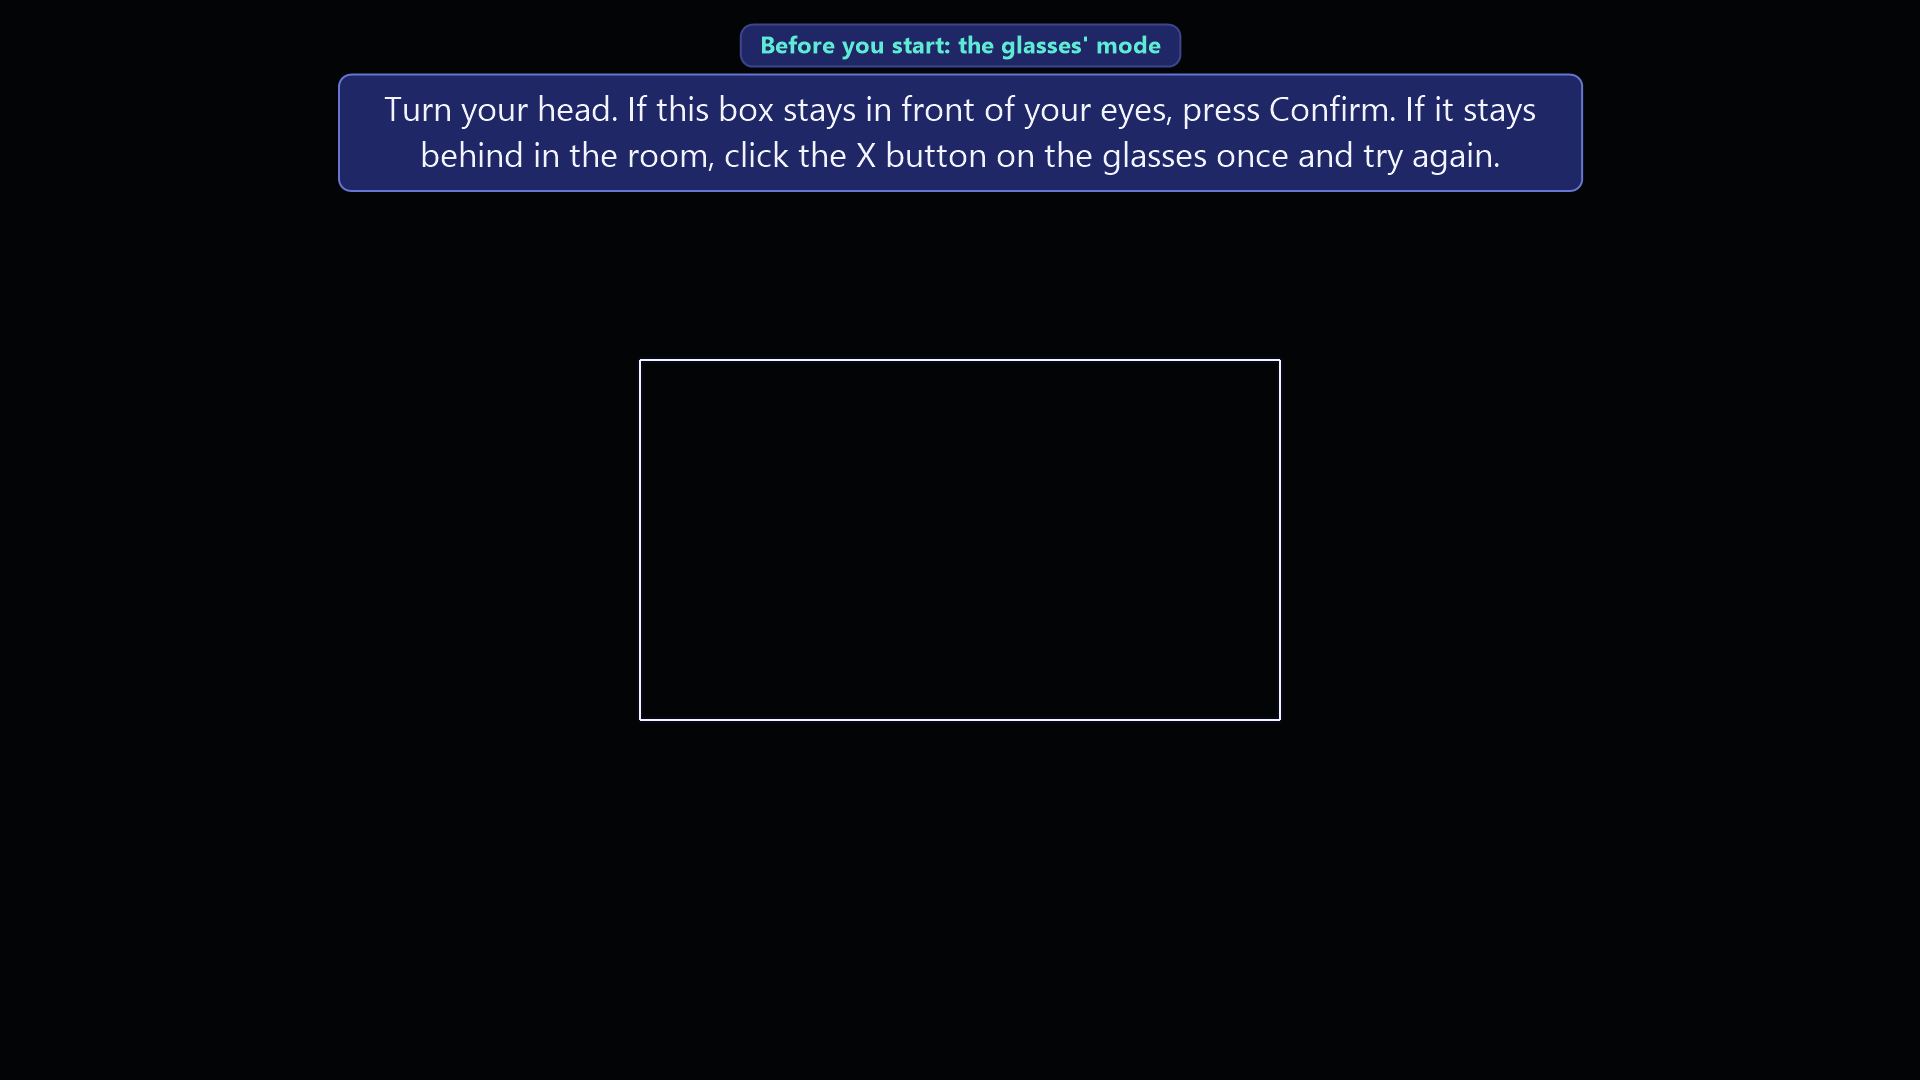 Before you start: the glasses' mode
Turn your head. If this box stays in front of your eyes, press Confirm. If it stays
behind in the room, click the X button on the glasses once and try again.